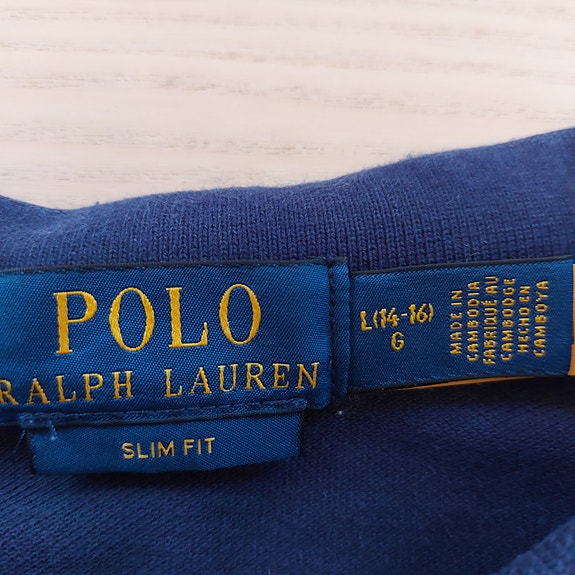 POLO
RALPH LAUREN
SLIM FIT
L(14-16)
G
MADE IN
CAMBODIA
FABRIQUÉ AU
CAMBODGE
HECHO EN
CAMBOYA